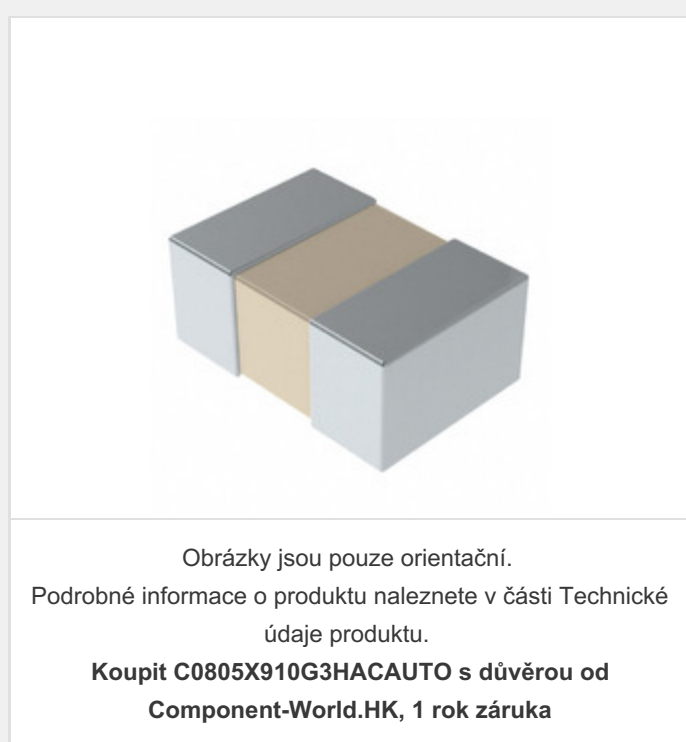 Obrázky jsou pouze orientační.
Podrobné informace o produktu naleznete v části Technické
údaje produktu.
Koupit C0805X910G3HACAUTO s důvěrou od
Component-World.HK, 1 rok záruka